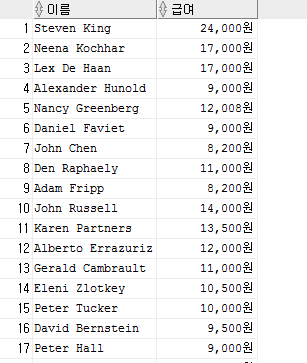 이름 급여
1 Steven King 24,000원
2 Neena Kochhar 17,000원
3 Lex De Haan 17,000원
4 Alexander Hunold 9,000원
5 Nancy Greenberg 12,008원
6 Daniel Faviet 9,000원
7 John Chen 8,200원
8 Den Raphaely 11,000원
9 Adam Fripp 8,200원
10 John Russell 14,000원
11 Karen Partners 13,500원
12 Alberto Errazuriz 12,000원
13 Gerald Cambrault 11,000원
14 Eleni Zlotkey 10,500원
15 Peter Tucker 10,000원
16 David Bernstein 9,500원
17 Peter Hall 9,000원